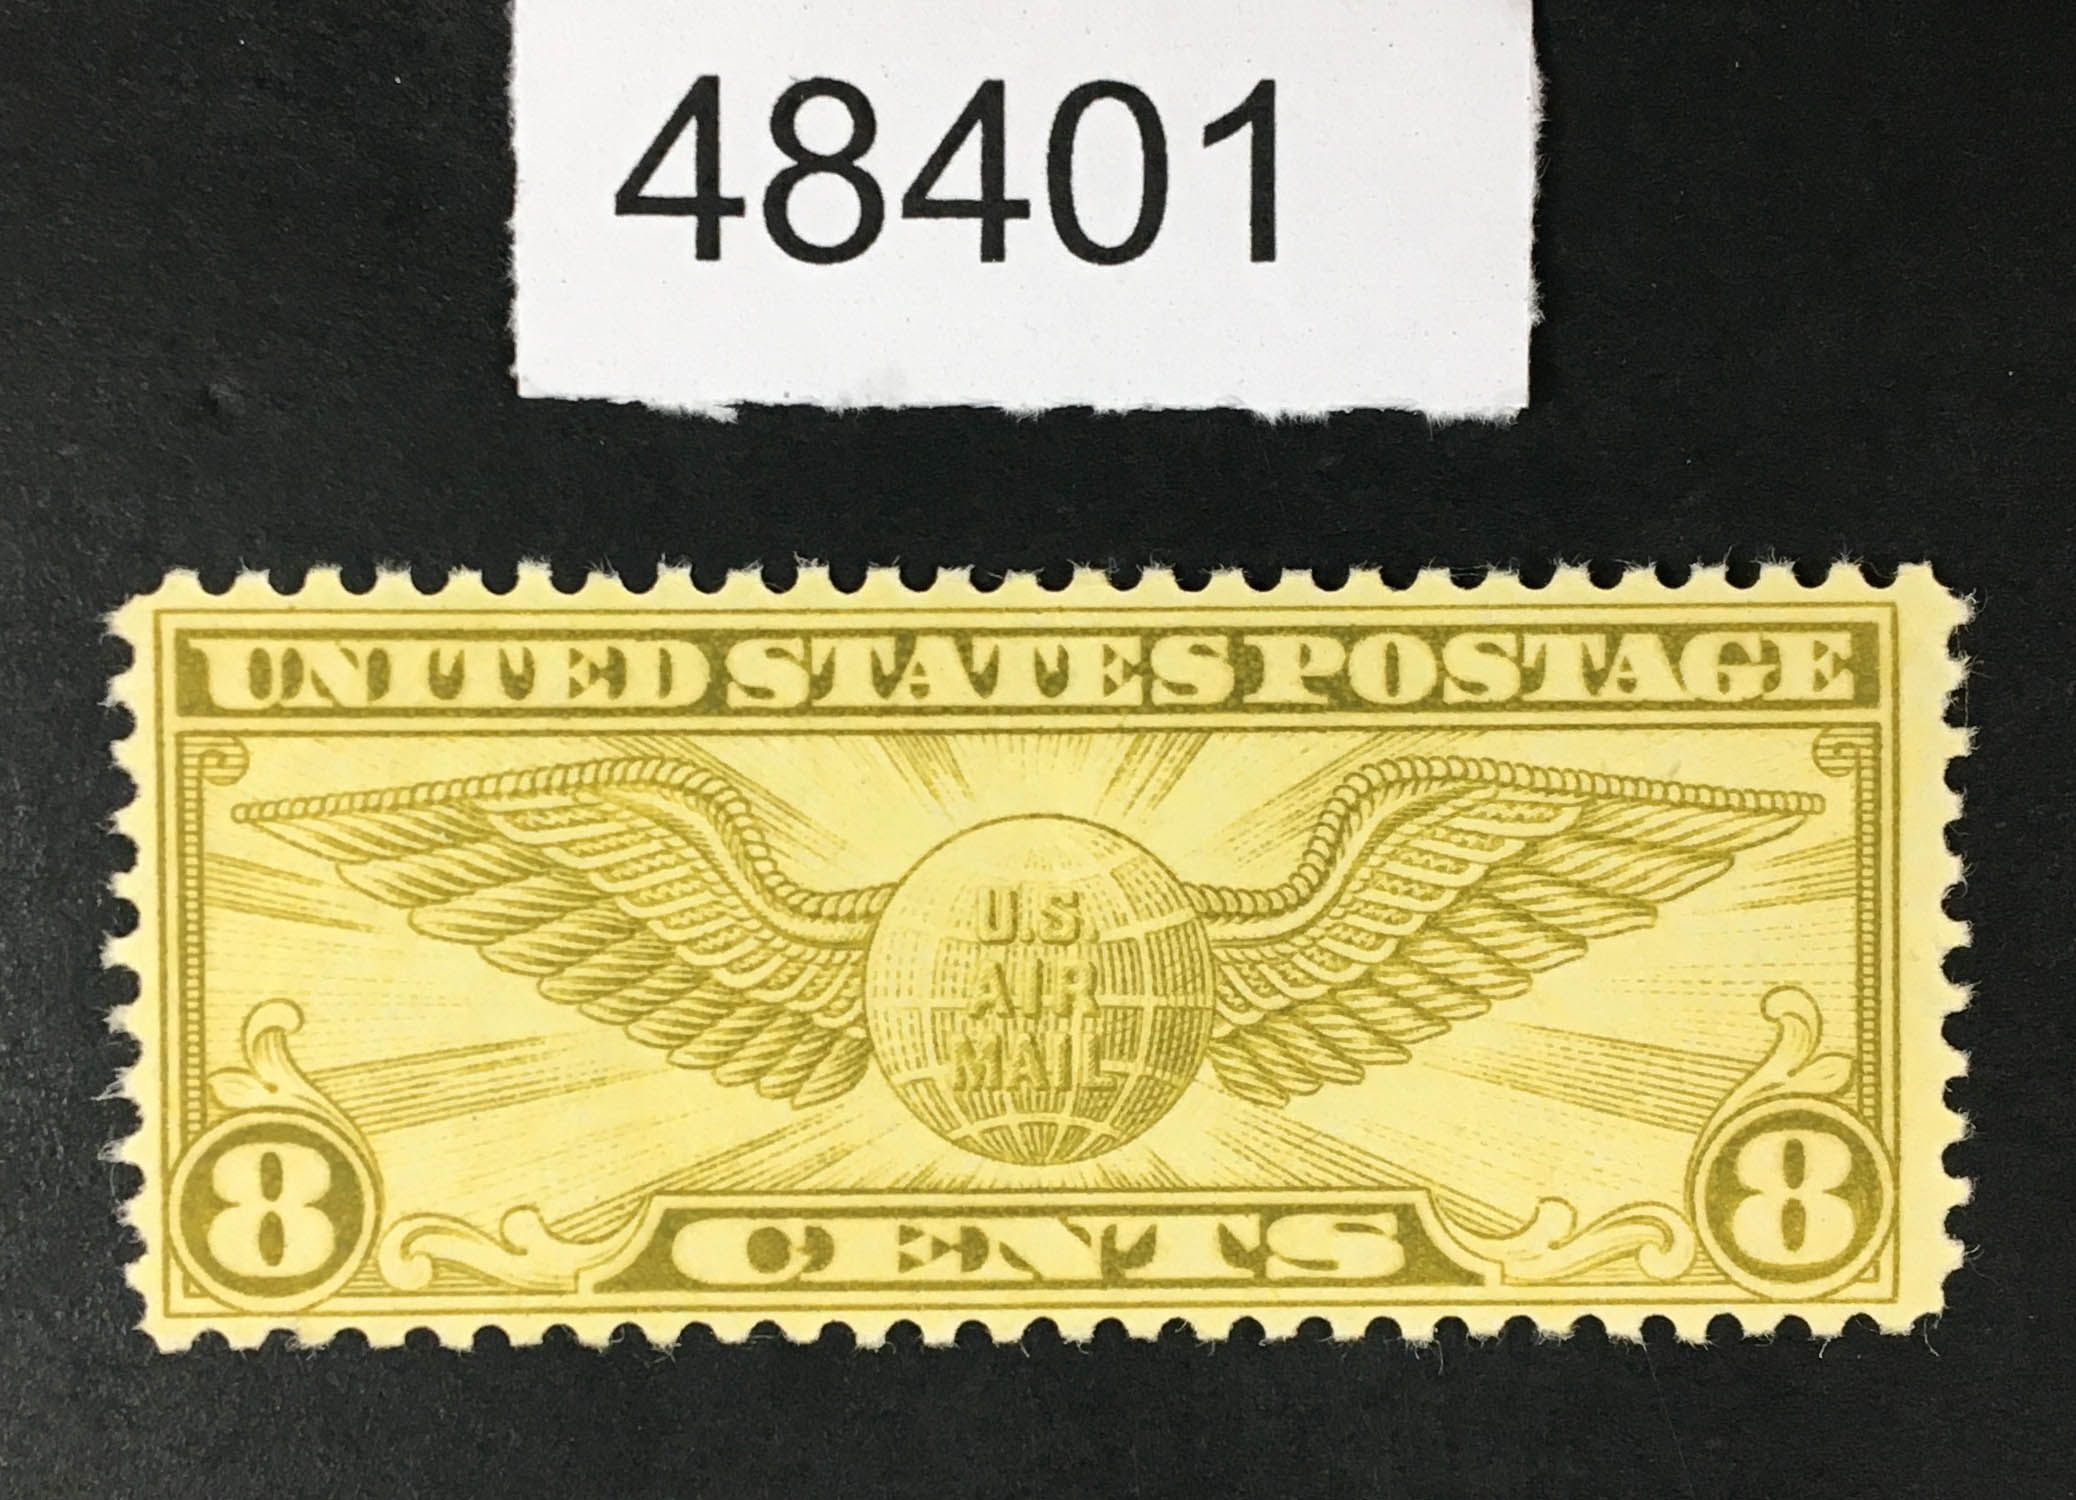 48401
UNITED STATES POSTAGE
U.S.
AIR
MAIL
8 CENTS 8